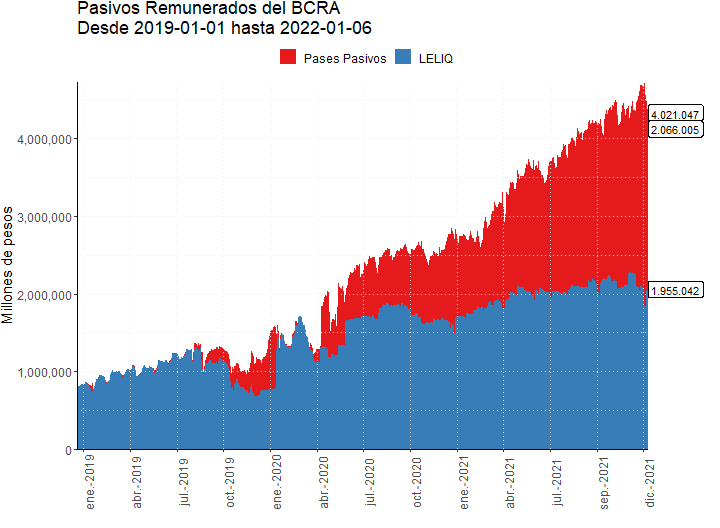 Pasivos Remunerados del BCRA
Desde 2019-01-01 hasta 2022-01-06
Pases Pasivos
LELIQ
Millones de pesos
4,000,000
3,000,000
2,000,000
1,000,000
0
4.021.047
2.066.005
1.955.042
ene.-2019
abr.-2019
jul.-2019
oct.-2019
ene.-2020
abr.-2020
jul.-2020
oct.-2020
ene.-2021
abr.-2021
jul.-2021
sep.-2021
dic.-2021